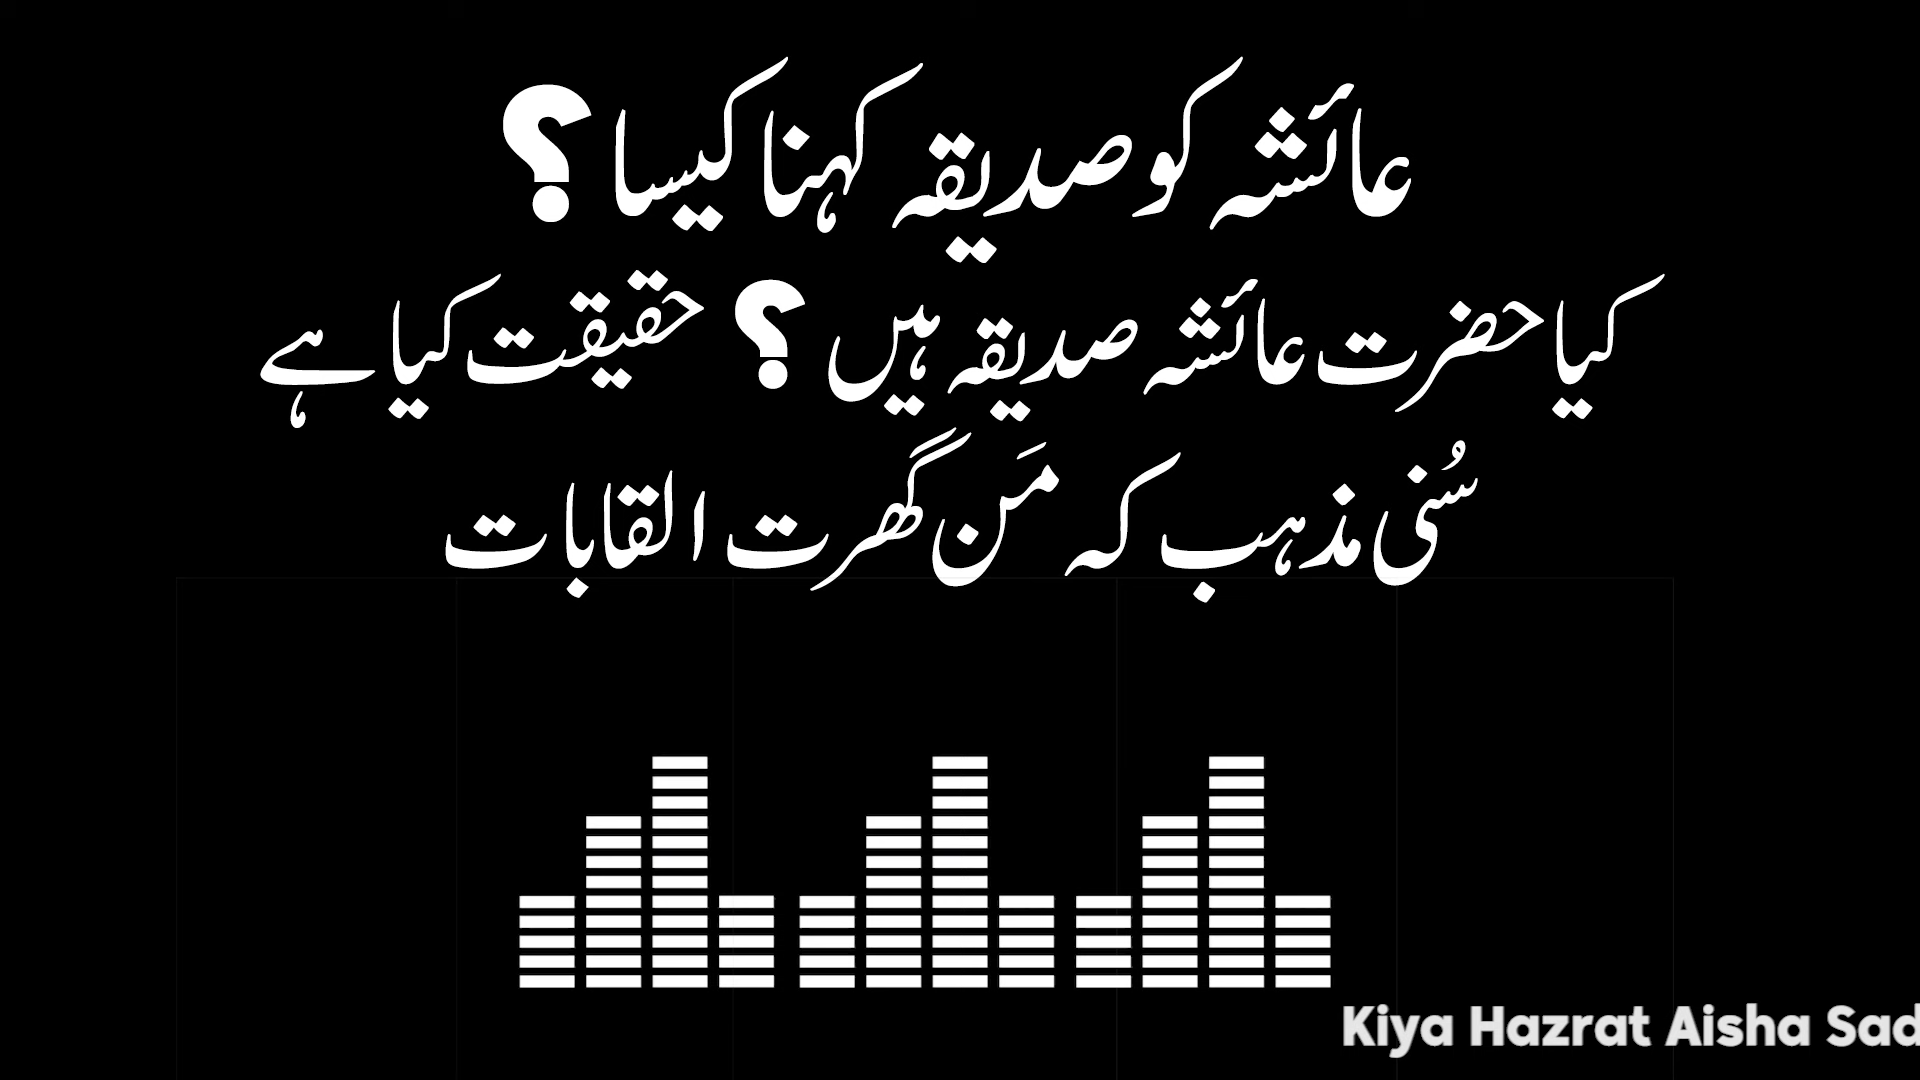 عائشہ کو صدیقہ کہنا کیسا ؟
کیا حضرت عائشہ صدیقہ ہیں ؟ حقیقت کیا ہے
سُنی مذہب کہ مَن گھرت القابات
Kiya Hazrat Aisha Sad